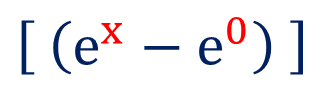 [ (eˣ − e⁰) ]